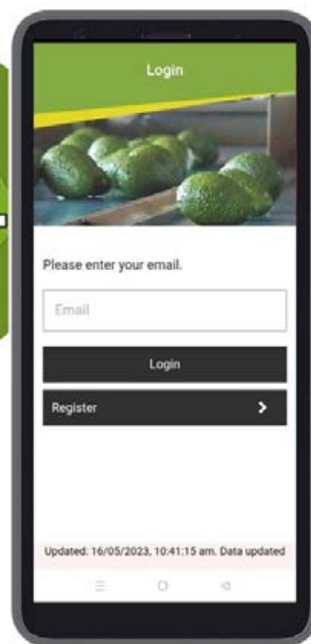 Login
Please enter your email.
Email
Login
Register
Updated: 16/05/2023, 10:41:15 am. Data updated